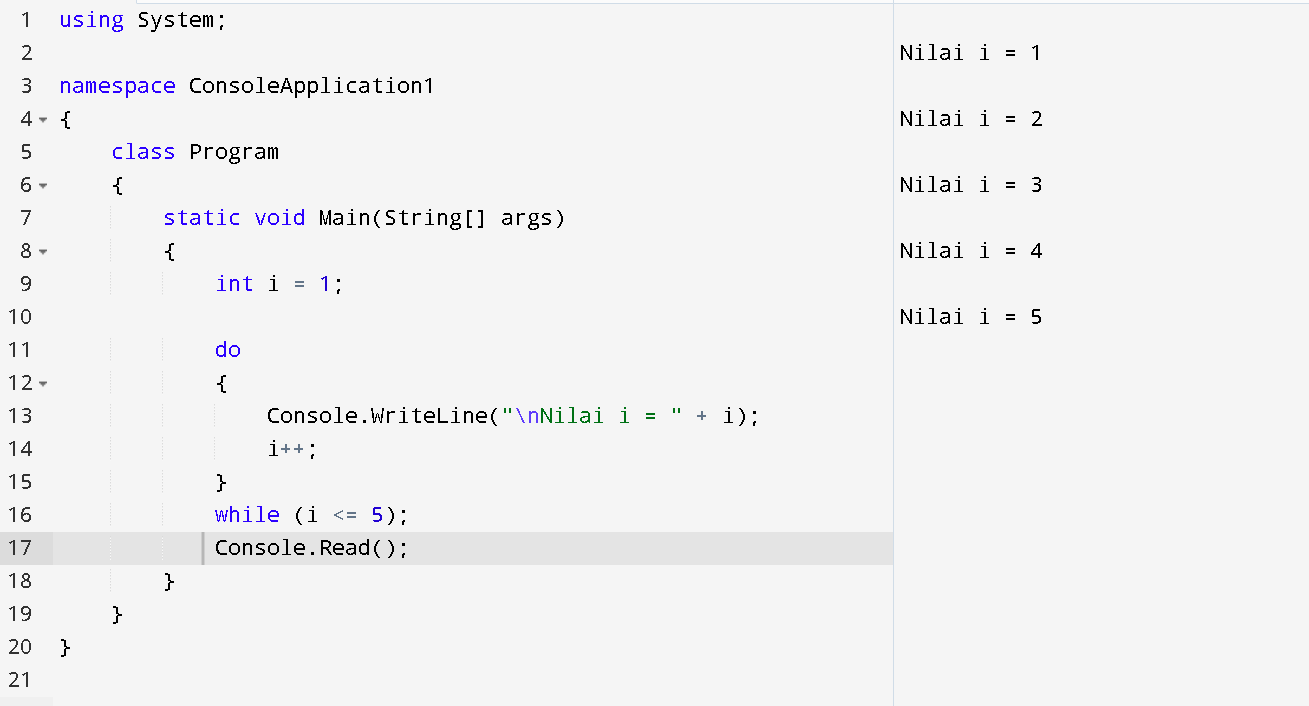 1 using System;
2
3 namespace ConsoleApplication1
4 {
5 class Program
6 {
7 static void Main(String[] args)
8 {
9 int i = 1;
10
11 do
12 {
13 Console.WriteLine("\nNilai i = " + i);
14 i++;
15 }
16 while (i <= 5);
17 Console.Read();
18 }
19 }
20 }
21
Nilai i = 1
Nilai i = 2
Nilai i = 3
Nilai i = 4
Nilai i = 5